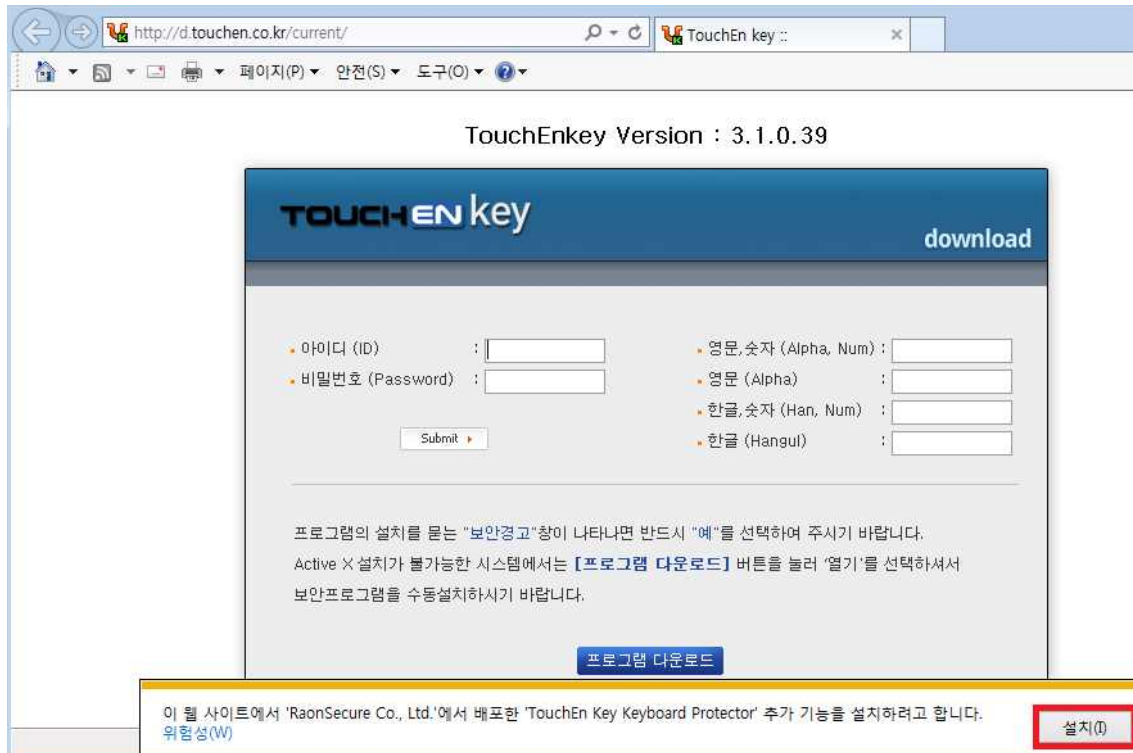 http://d.touchen.co.kr/current/
TouchEn key ::
페이지(P) 안전(S) 도구(O)
TouchEnkey Version : 3.1.0.39
TOUCHEN key
download
아이디 (ID) :
비밀번호 (Password) :
Submit
영문,숫자 (Alpha, Num) :
영문 (Alpha) :
한글,숫자 (Han, Num) :
한글 (Hangul) :
프로그램의 설치를 묻는 "보안경고"창이 나타나면 반드시 "예"를 선택하여 주시기 바랍니다.
Active X 설치가 불가능한 시스템에서는 [프로그램 다운로드] 버튼을 눌러 '열기'를 선택하셔서
보안프로그램을 수동설치하시기 바랍니다.
프로그램 다운로드
이 웹 사이트에서 'RaonSecure Co., Ltd.'에서 배포한 'TouchEn Key Keyboard Protector' 추가 기능을 설치하려고 합니다.
위험성(W)
설치(I)